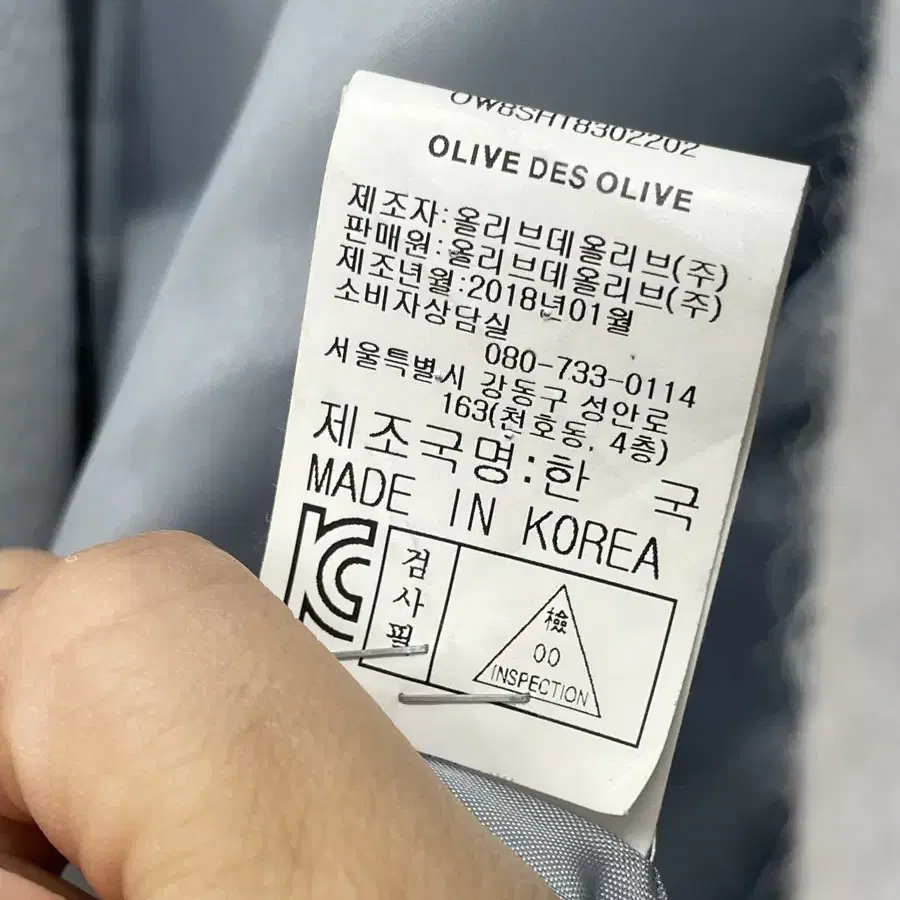 OW8SH18302202
OLIVE DES OLIVE
제조자:올리브데올리브(주)
판매원:올리브데올리브(주)
제조년월:2018년01월
소비자상담실
080-733-0114
서울특별시 강동구 성안로
163(천호동, 4층)
제조국명:한 국
MADE IN KOREA
KC
검사필
檢
00
INSPECTION